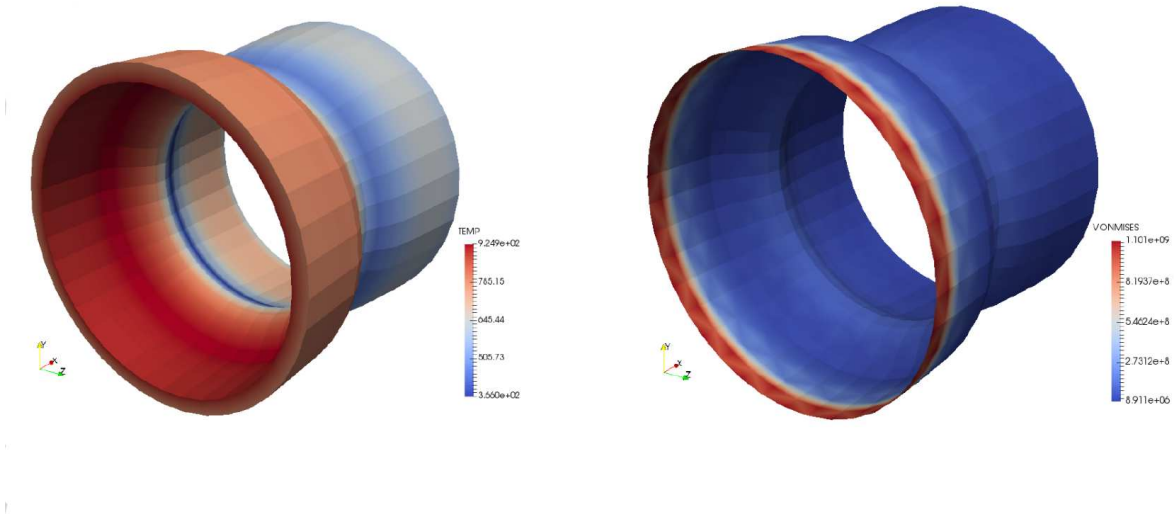 TEMP
9.249e+02
785.15
645.44
505.73
3.660e+02
Y
X
Z
VONMISES
1.101e+09
8.1937e+8
5.4624e+8
2.7312e+8
8.911e+06
Y
X
Z